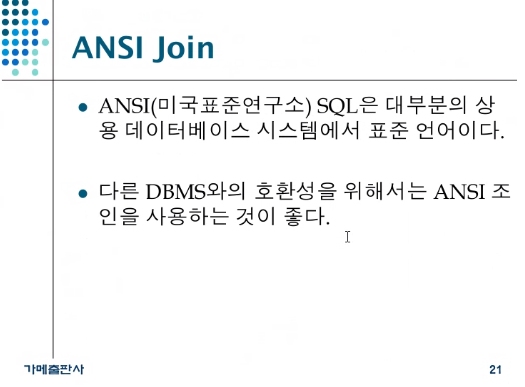 ANSI Join
ANSI(미국표준연구소) SQL은 대부분의 상
용 데이터베이스 시스템에서 표준 언어이다.
다른 DBMS와의 호환성을 위해서는 ANSI 조
인을 사용하는 것이 좋다.
가메출판사
21